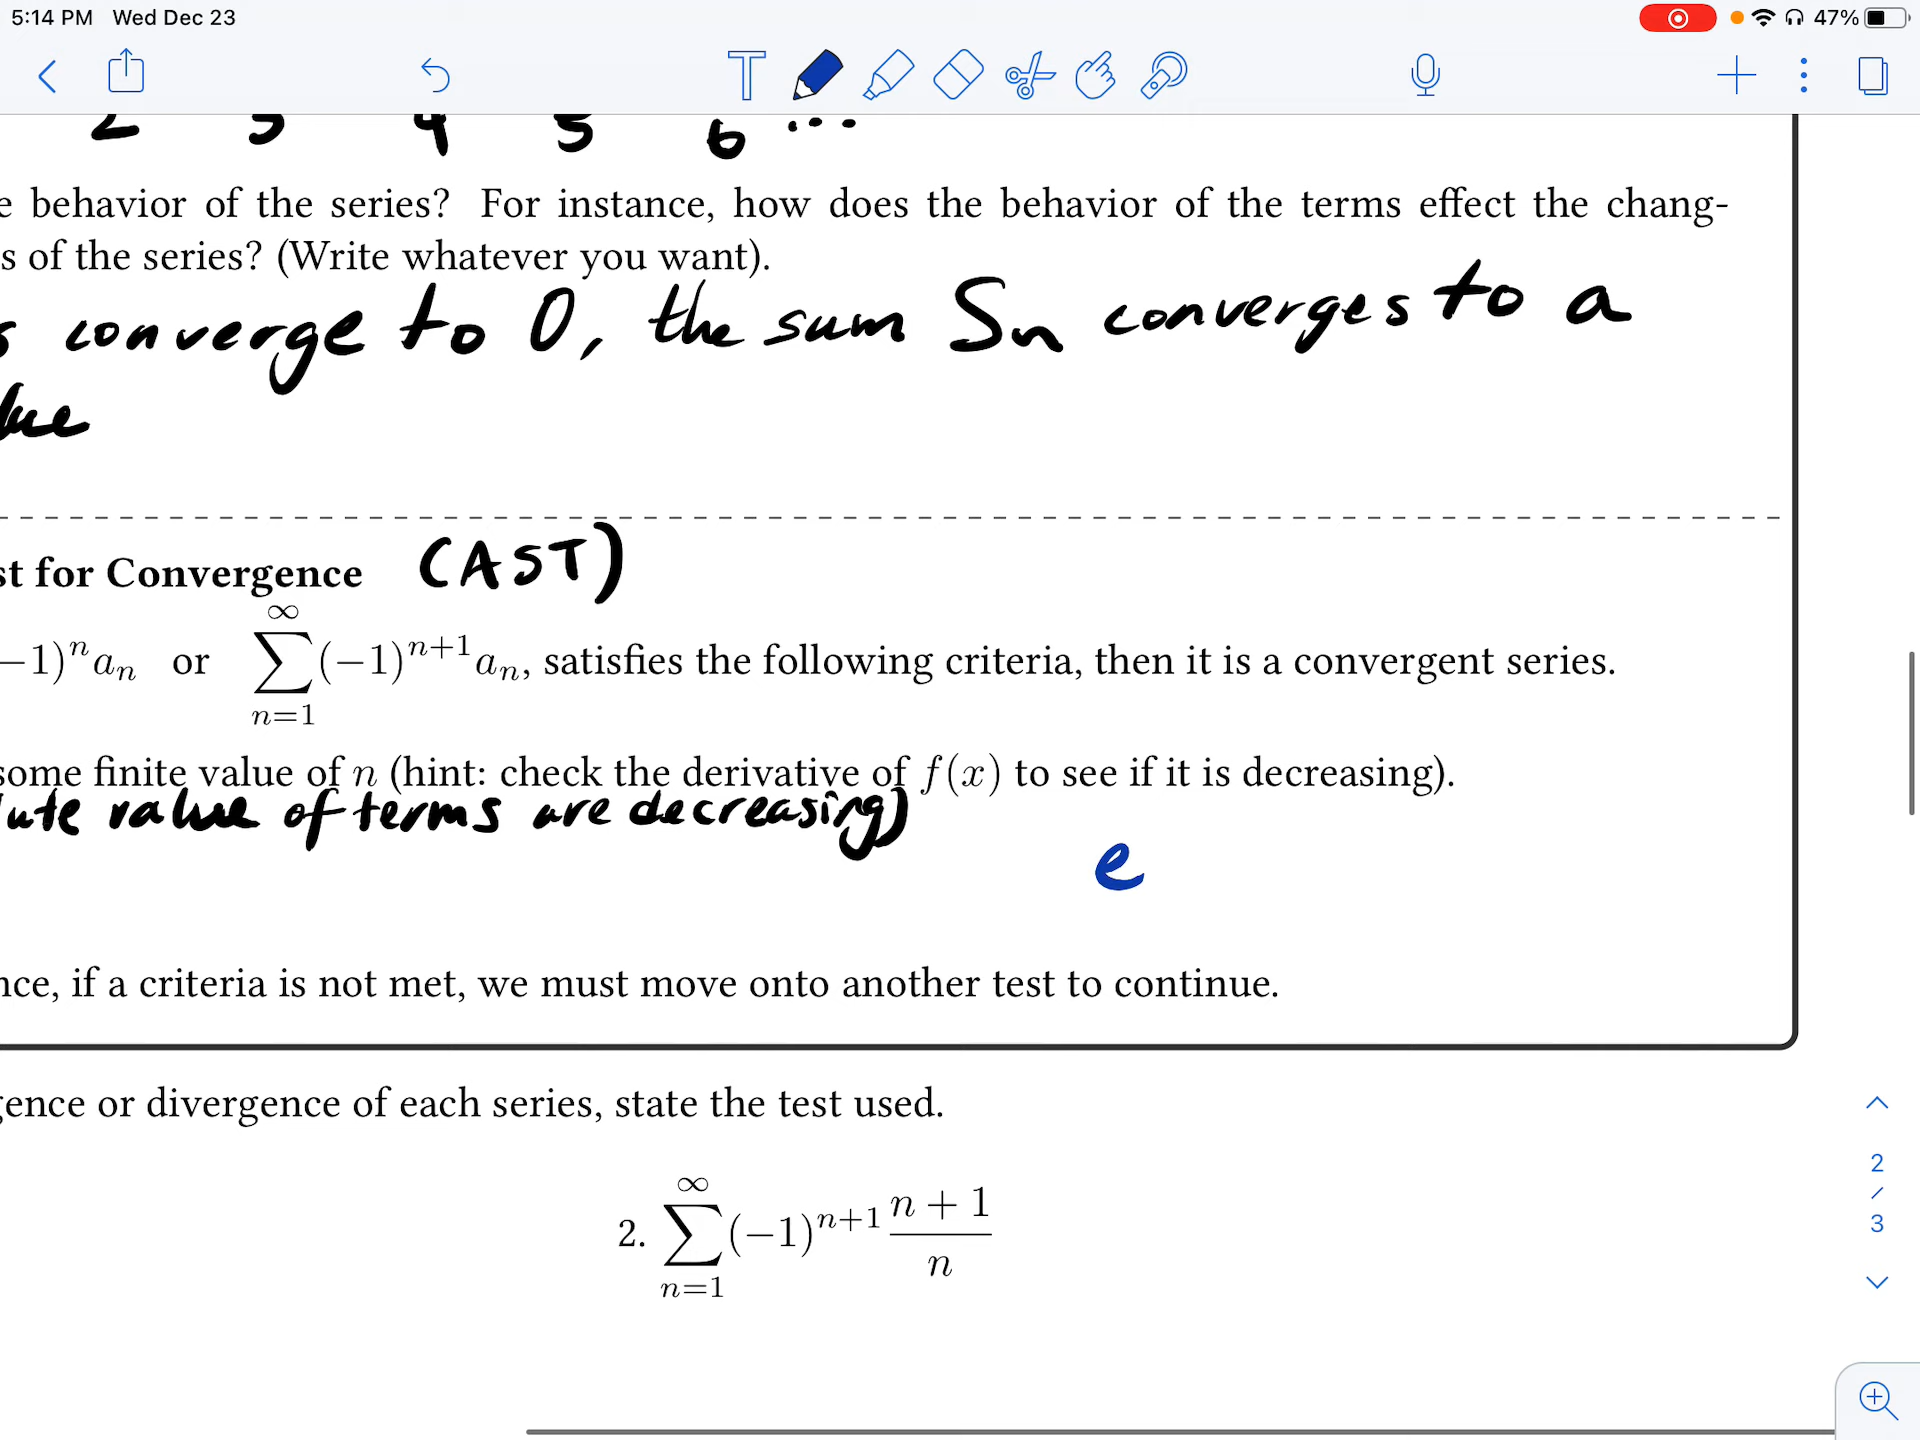 5:14 PM Wed Dec 23 47%
T
2 3 4 5 6 ...
e behavior of the series? For instance, how does the behavior of the terms effect the chang-
s of the series? (Write whatever you want).
s converge to 0, the sum Sn converges to a
lue
st for Convergence (AST)
−1)ⁿaₙ or ∑_{n=1}^{∞}(−1)ⁿ⁺¹aₙ, satisfies the following criteria, then it is a convergent series.
some finite value of n (hint: check the derivative of f(x) to see if it is decreasing).
lute value of terms are decreasing)
e
nce, if a criteria is not met, we must move onto another test to continue.
gence or divergence of each series, state the test used.
2. ∑_{n=1}^{∞}(−1)ⁿ⁺¹ (n + 1)/n
2
/
3